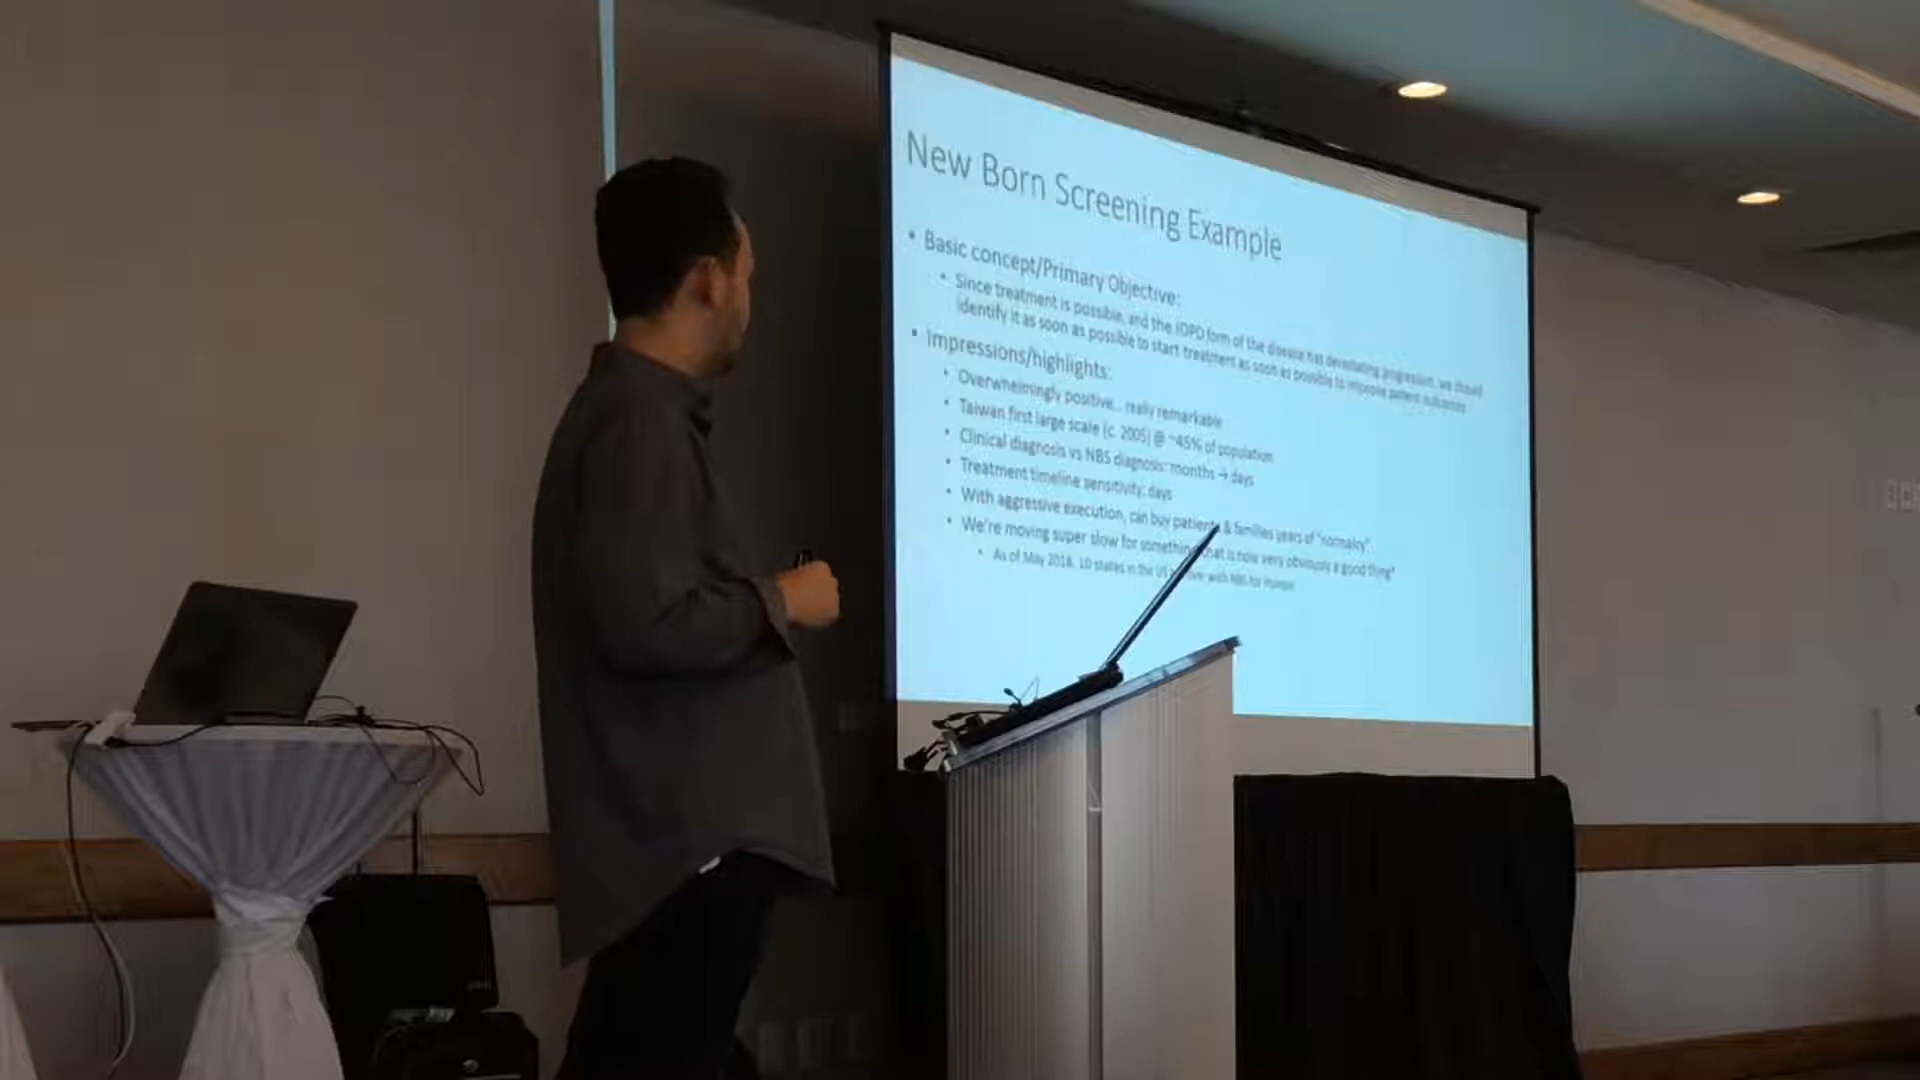 New Born Screening Example
• Basic concept/Primary Objective:
• Since treatment is possible, and the IOPD form of the disease has devastating progression, we should
identify it as soon as possible to start treatment as soon as possible to improve patient outcomes
• Impressions/highlights:
• Overwhelmingly positive... really remarkable
• Taiwan first large scale (c. 2005) @ ~45% of population
• Clinical diagnosis vs NBS diagnosis: months → days
• Treatment timeline sensitivity: days
• With aggressive execution, can buy patients & families years of "normalcy"
• We're moving super slow for something that is now very obviously a good thing*
• As of May 2018, 10 states in the US with NBS for Pompe